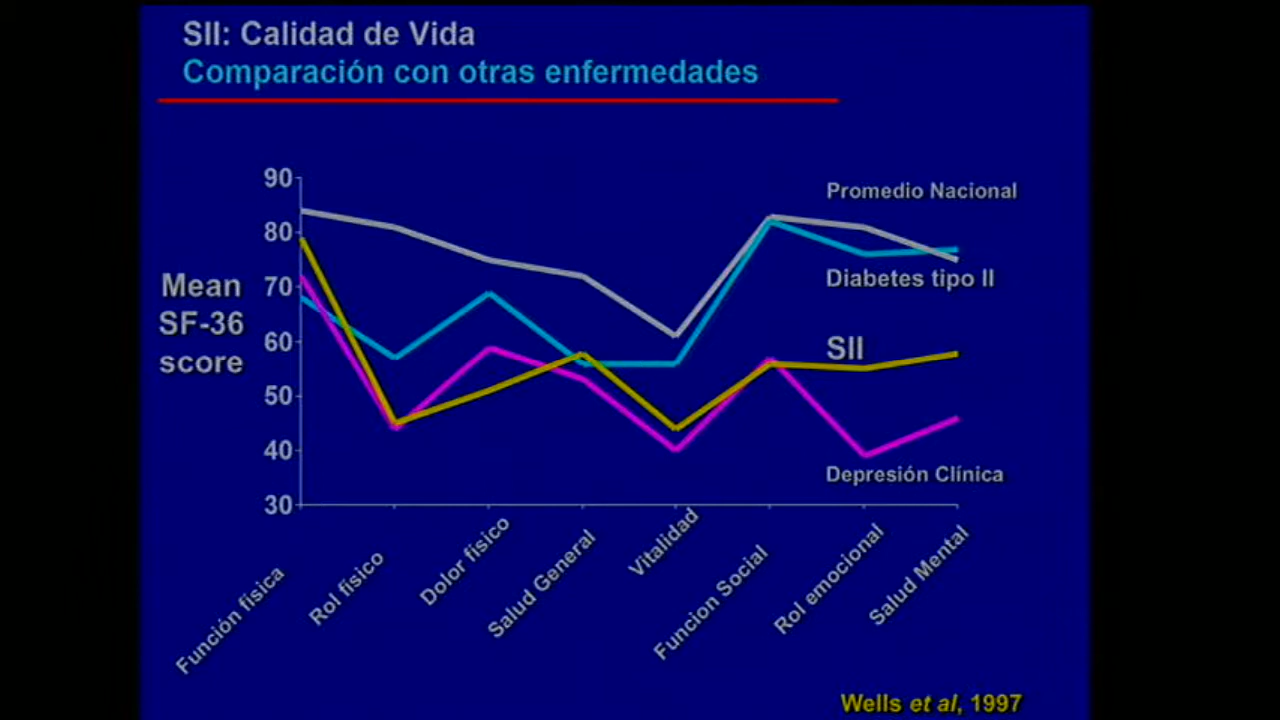 SII: Calidad de Vida
Comparación con otras enfermedades
90
80
70
60
50
40
30
Mean
SF-36
score
Promedio Nacional
Diabetes tipo II
SII
Depresión Clínica
Función física
Rol físico
Dolor físico
Salud General
Vitalidad
Funcion Social
Rol emocional
Salud Mental
Wells et al, 1997